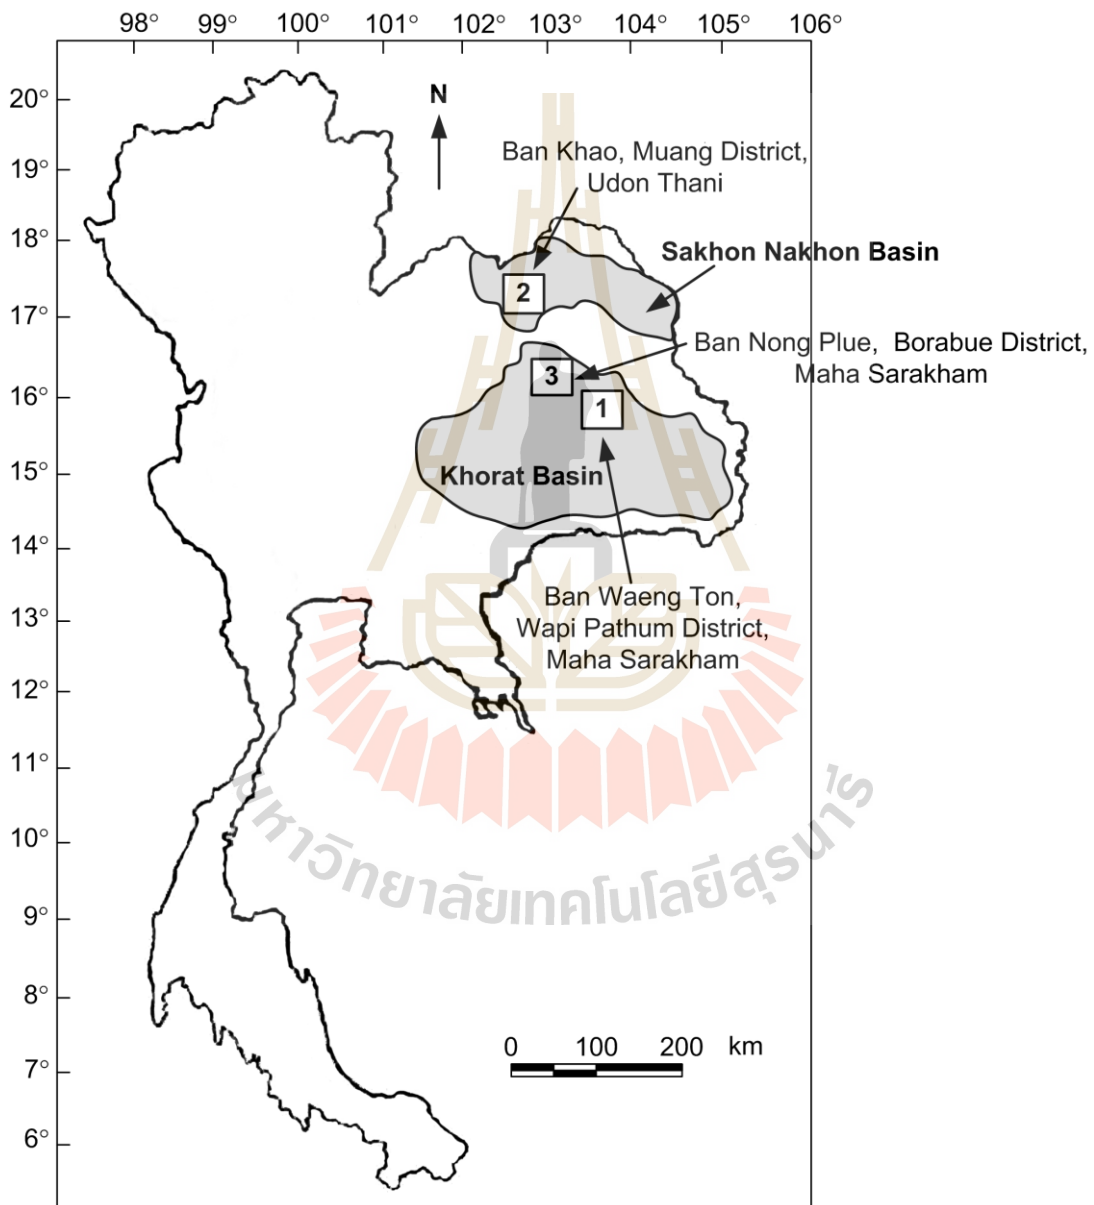 98° 99° 100° 101° 102° 103° 104° 105° 106°
20°
19°
18°
17°
16°
15°
14°
13°
12°
11°
10°
9°
8°
7°
6°
N
Ban Khao, Muang District,
Udon Thani
Sakhon Nakhon Basin
2
Ban Nong Plue, Borabue District,
Maha Sarakham
3
1
Khorat Basin
Ban Waeng Ton,
Wapi Pathum District,
Maha Sarakham
มหาวิทยาลัยเทคโนโลยีสุรนารี
0 100 200 km